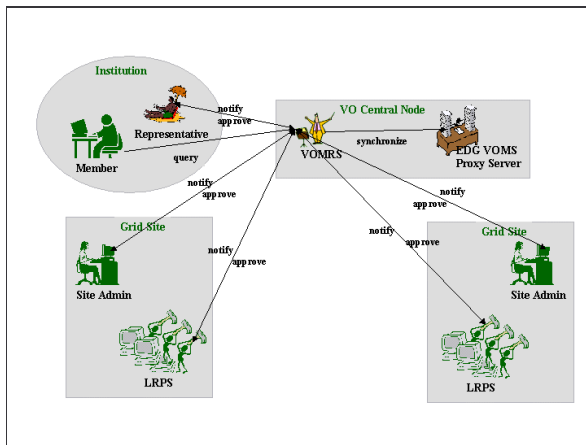 Institution
notify
approve
Representative
Member
query
VO Central Node
VOMRS
synchronize
EDG VOMS
Proxy Server
notify
approve
Grid Site
Site Admin
notify
approve
LRPS
notify
approve
notify
approve
Grid Site
Site Admin
LRPS